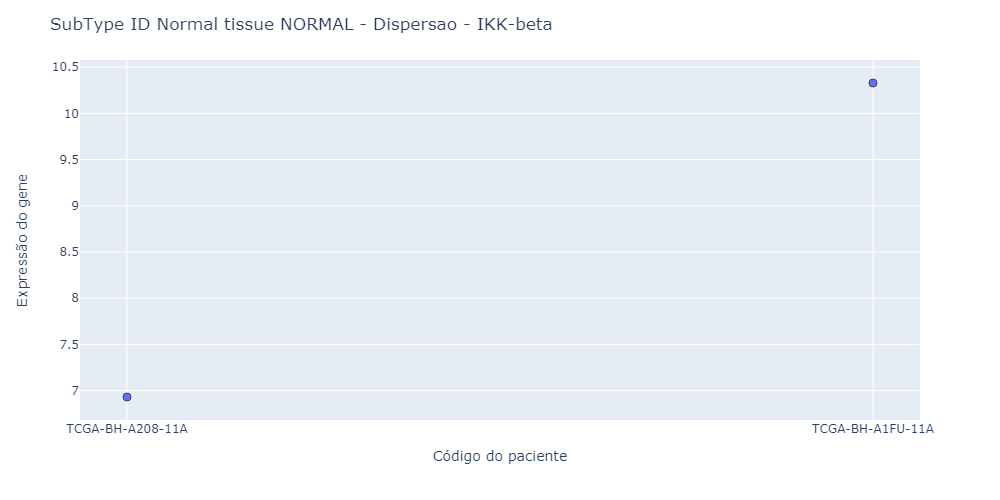 SubType ID Normal tissue NORMAL - Dispersao - IKK-beta
10.5
10
9.5
9
8.5
8
7.5
7
Expressão do gene
TCGA-BH-A208-11A
TCGA-BH-A1FU-11A
Código do paciente